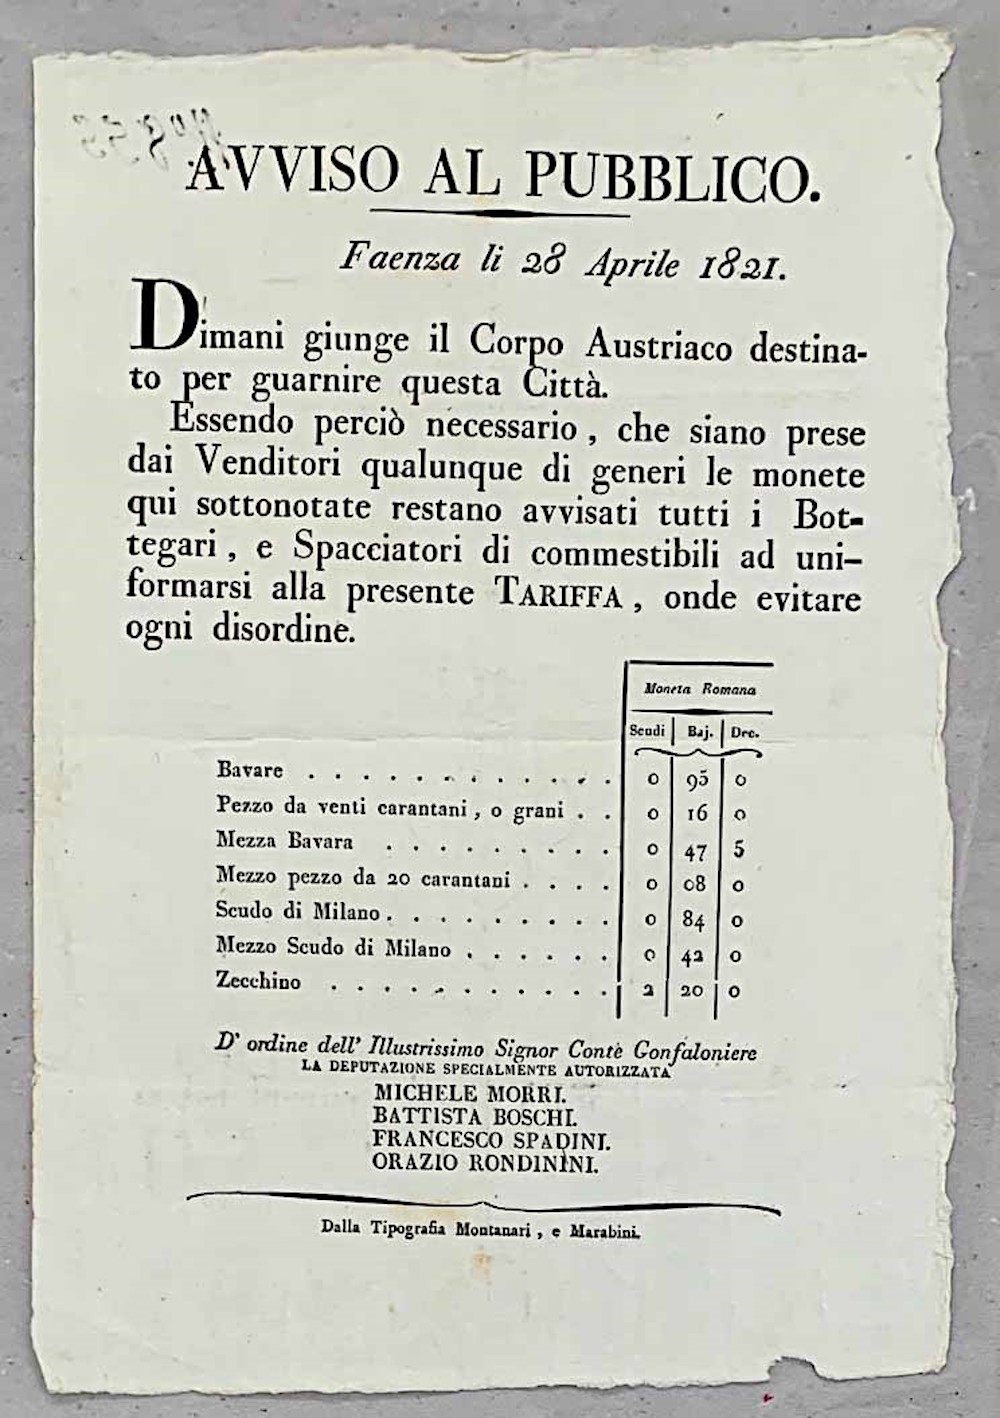 AVVISO AL PUBBLICO.
Faenza li 28 Aprile 1821.
Dimani giunge il Corpo Austriaco destina-
to per guarnire questa Città.
Essendo perciò necessario, che siano prese
dai Venditori qualunque di generi le monete
qui sottonotate restano avvisati tutti i Bot-
tegari, e Spacciatori di commestibili ad uni-
formarsi alla presente TARIFFA, onde evitare
ogni disordine.
Moneta Romana
Scudi | Baj. | Dec.
Bavare . . . . . . . . . . . . 0 95 0
Pezzo da venti carantani, o grani . . 0 16 0
Mezza Bavara . . . . . . . . . 0 47 5
Mezzo pezzo da 20 carantani . . . . 0 08 0
Scudo di Milano . . . . . . . . . 0 84 0
Mezzo Scudo di Milano . . . . . . 0 42 0
Zecchino . . . . . . . . . . . 2 20 0
D' ordine dell' Illustrissimo Signor Conte Gonfaloniere
LA DEPUTAZIONE SPECIALMENTE AUTORIZZATA
MICHELE MORRI.
BATTISTA BOSCHI.
FRANCESCO SPADINI.
ORAZIO RONDININI.
Dalla Tipografia Montanari, e Marabini.